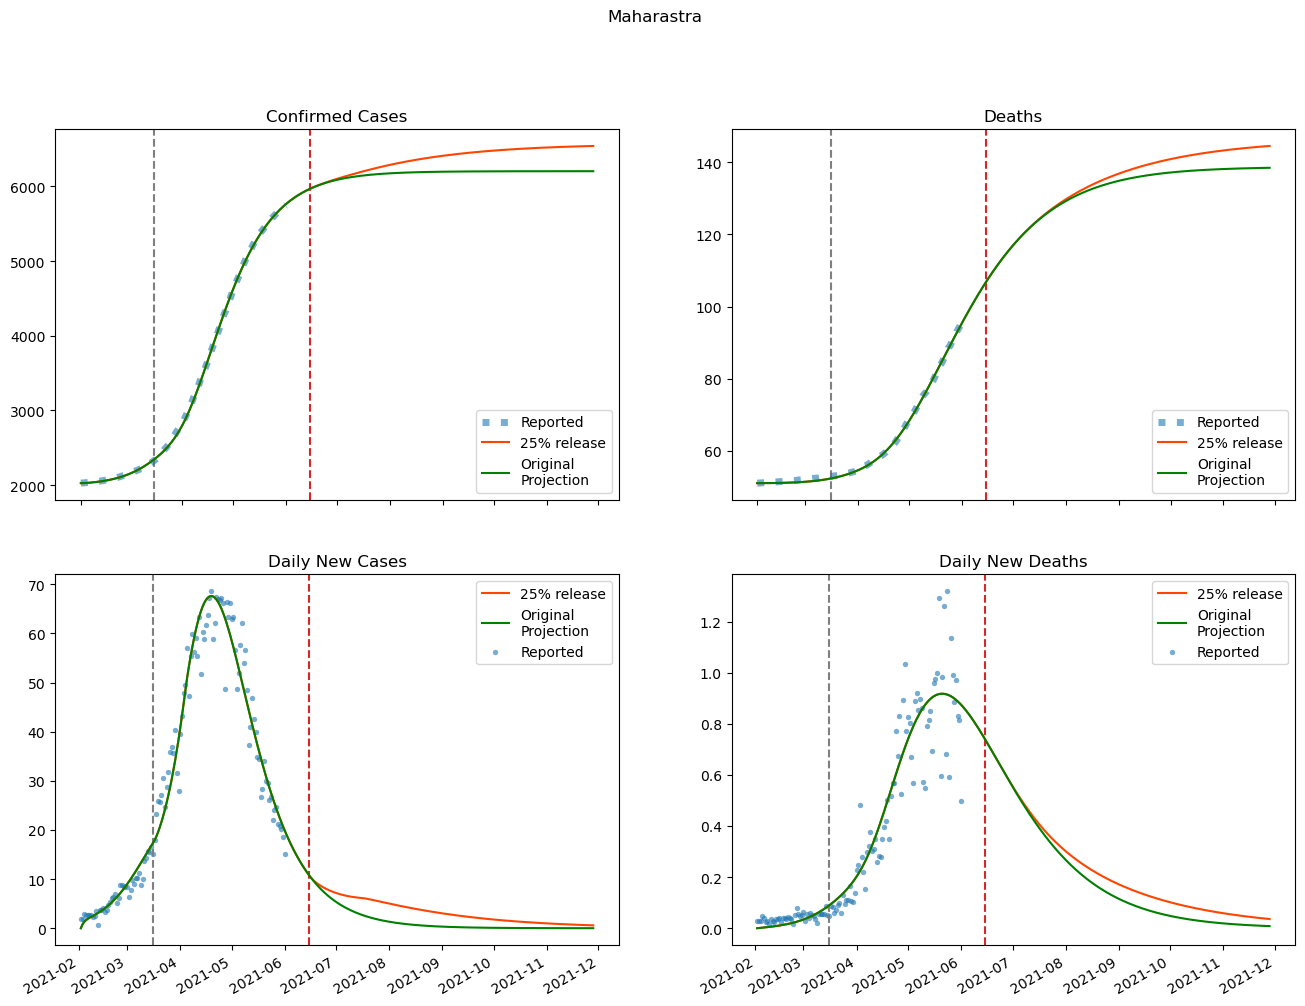 Maharastra
Confirmed Cases
6000
5000
4000
3000
2000
Reported
25% release
Original
Projection
Deaths
140
120
100
80
60
Reported
25% release
Original
Projection
Daily New Cases
70
60
50
40
30
20
10
0
25% release
Original
Projection
Reported
2021-02
2021-03
2021-04
2021-05
2021-06
2021-07
2021-08
2021-09
2021-10
2021-11
2021-12
Daily New Deaths
1.2
1.0
0.8
0.6
0.4
0.2
0.0
25% release
Original
Projection
Reported
2021-02
2021-03
2021-04
2021-05
2021-06
2021-07
2021-08
2021-09
2021-10
2021-11
2021-12